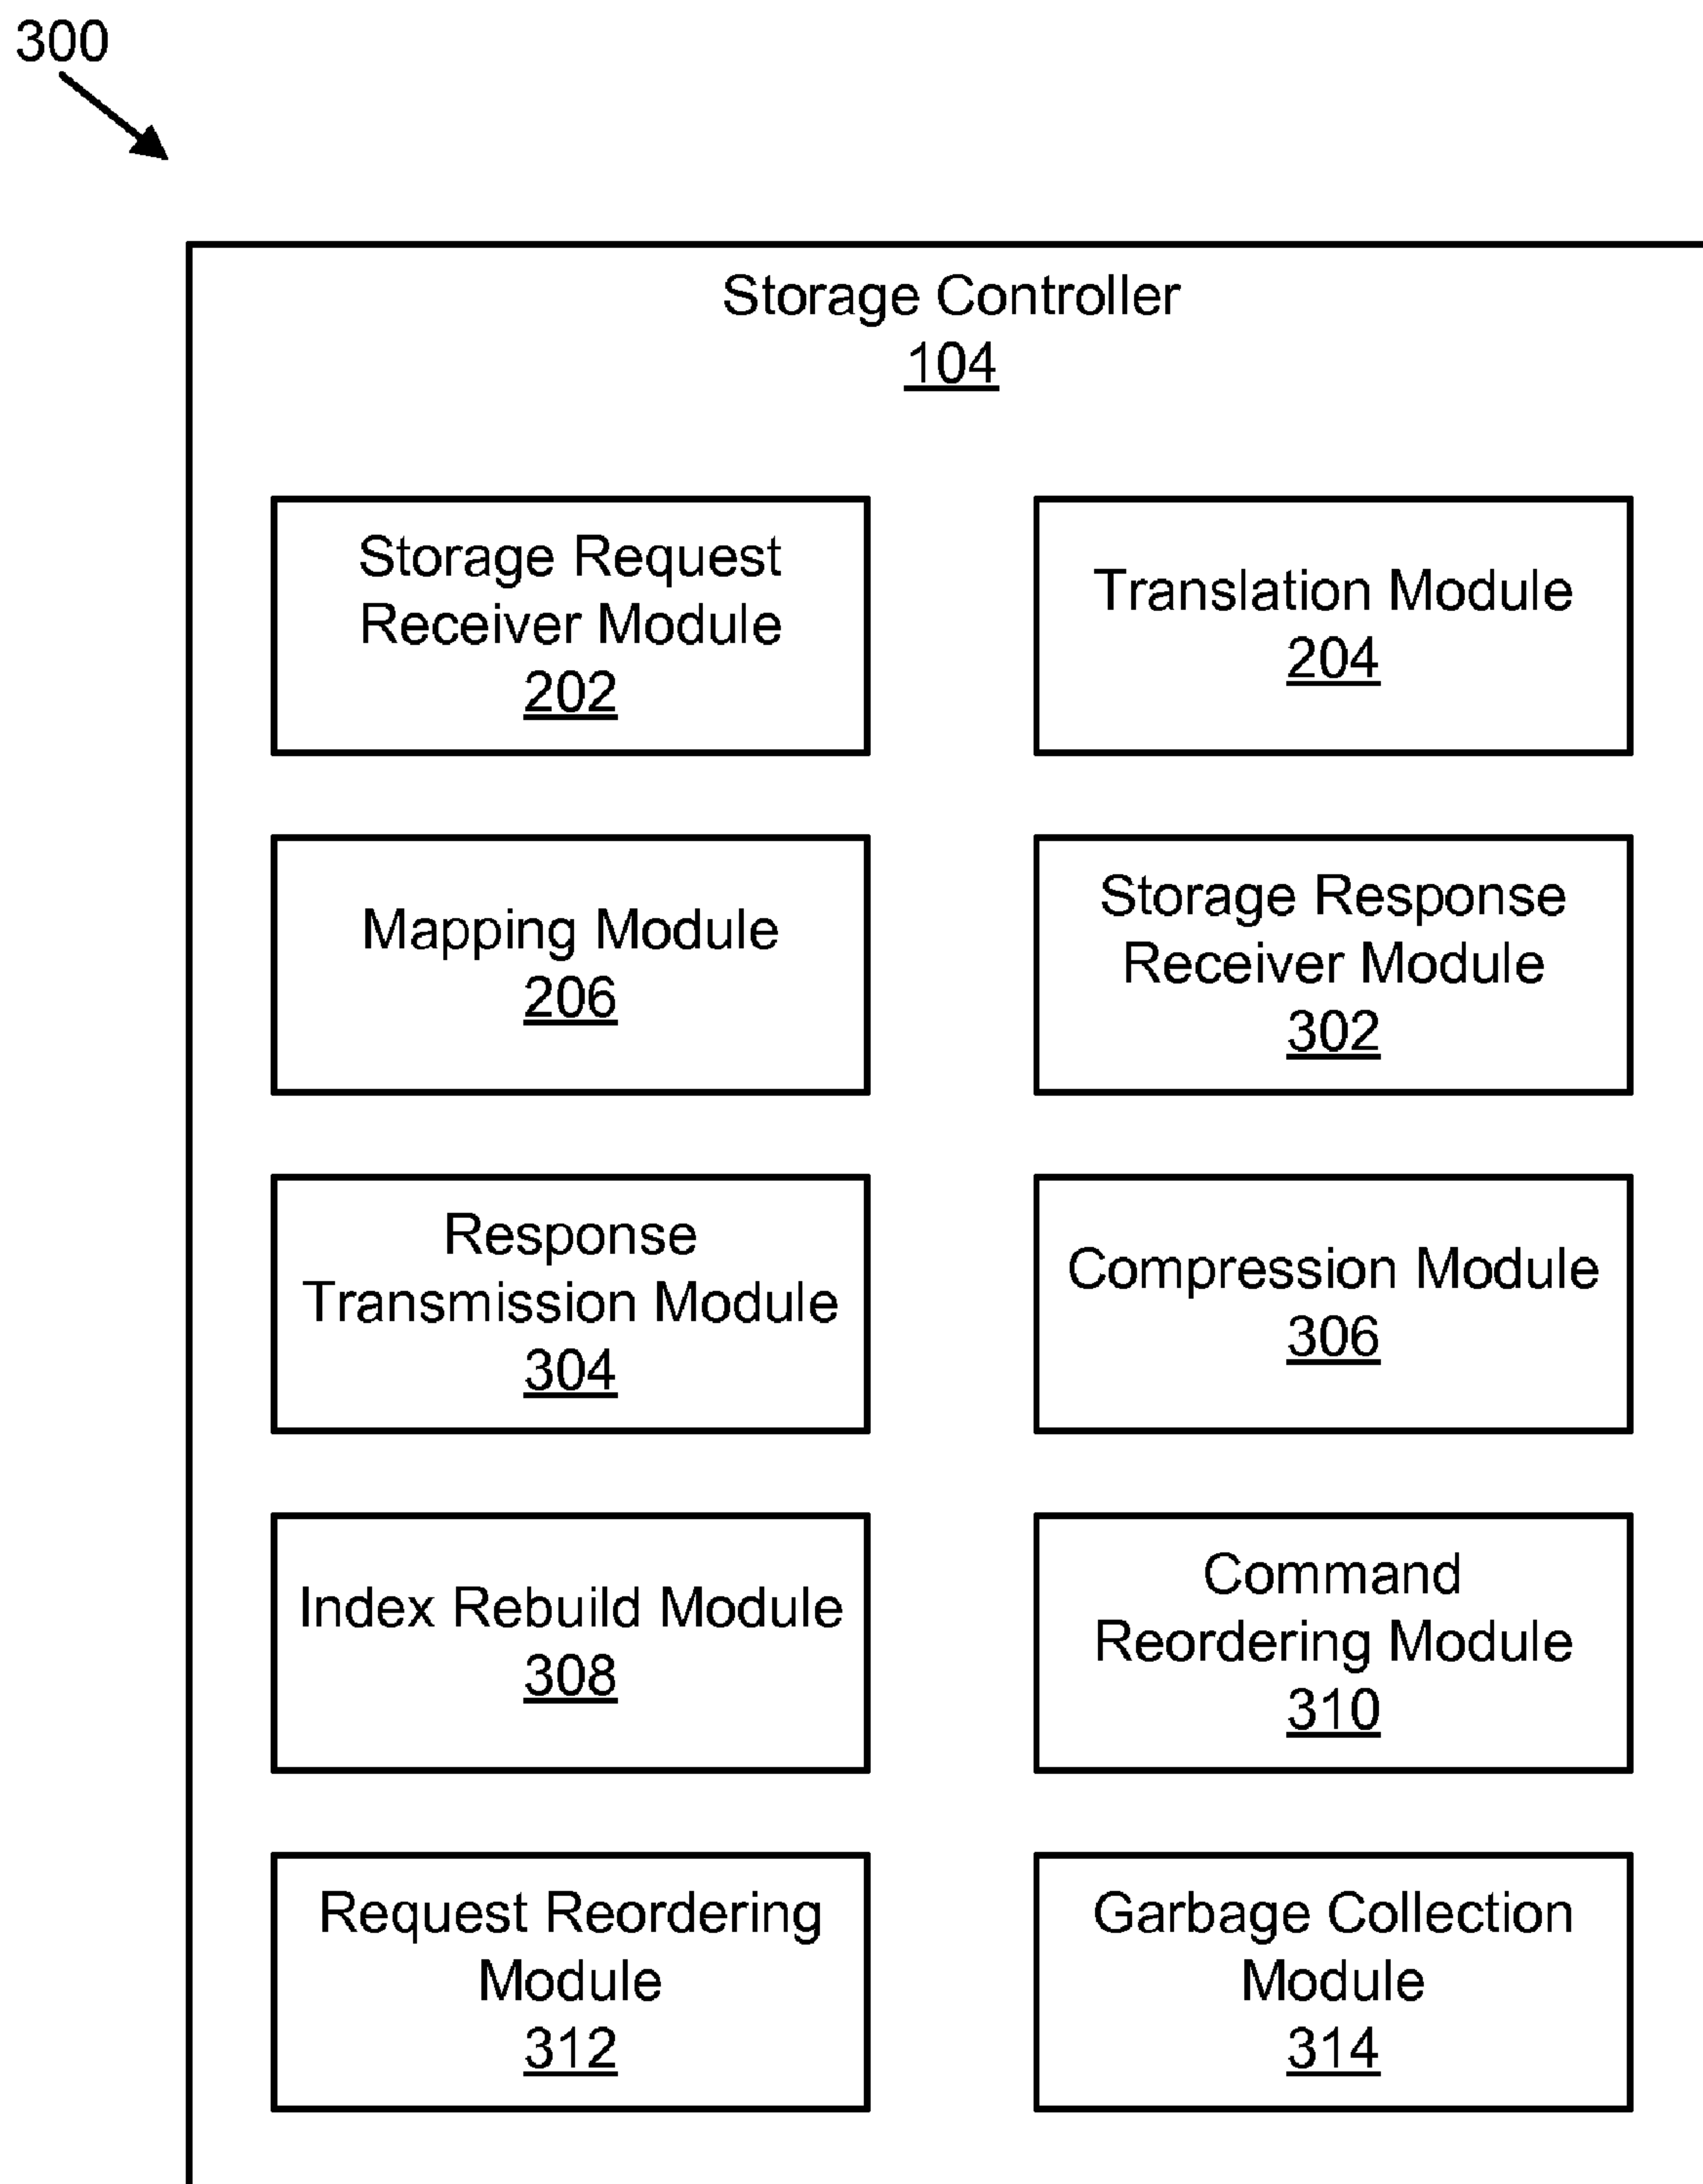 300
Storage Controller
104
Storage Request
Receiver Module
202
Translation Module
204
Mapping Module
206
Storage Response
Receiver Module
302
Response
Transmission Module
304
Compression Module
306
Index Rebuild Module
308
Command
Reordering Module
310
Request Reordering
Module
312
Garbage Collection
Module
314